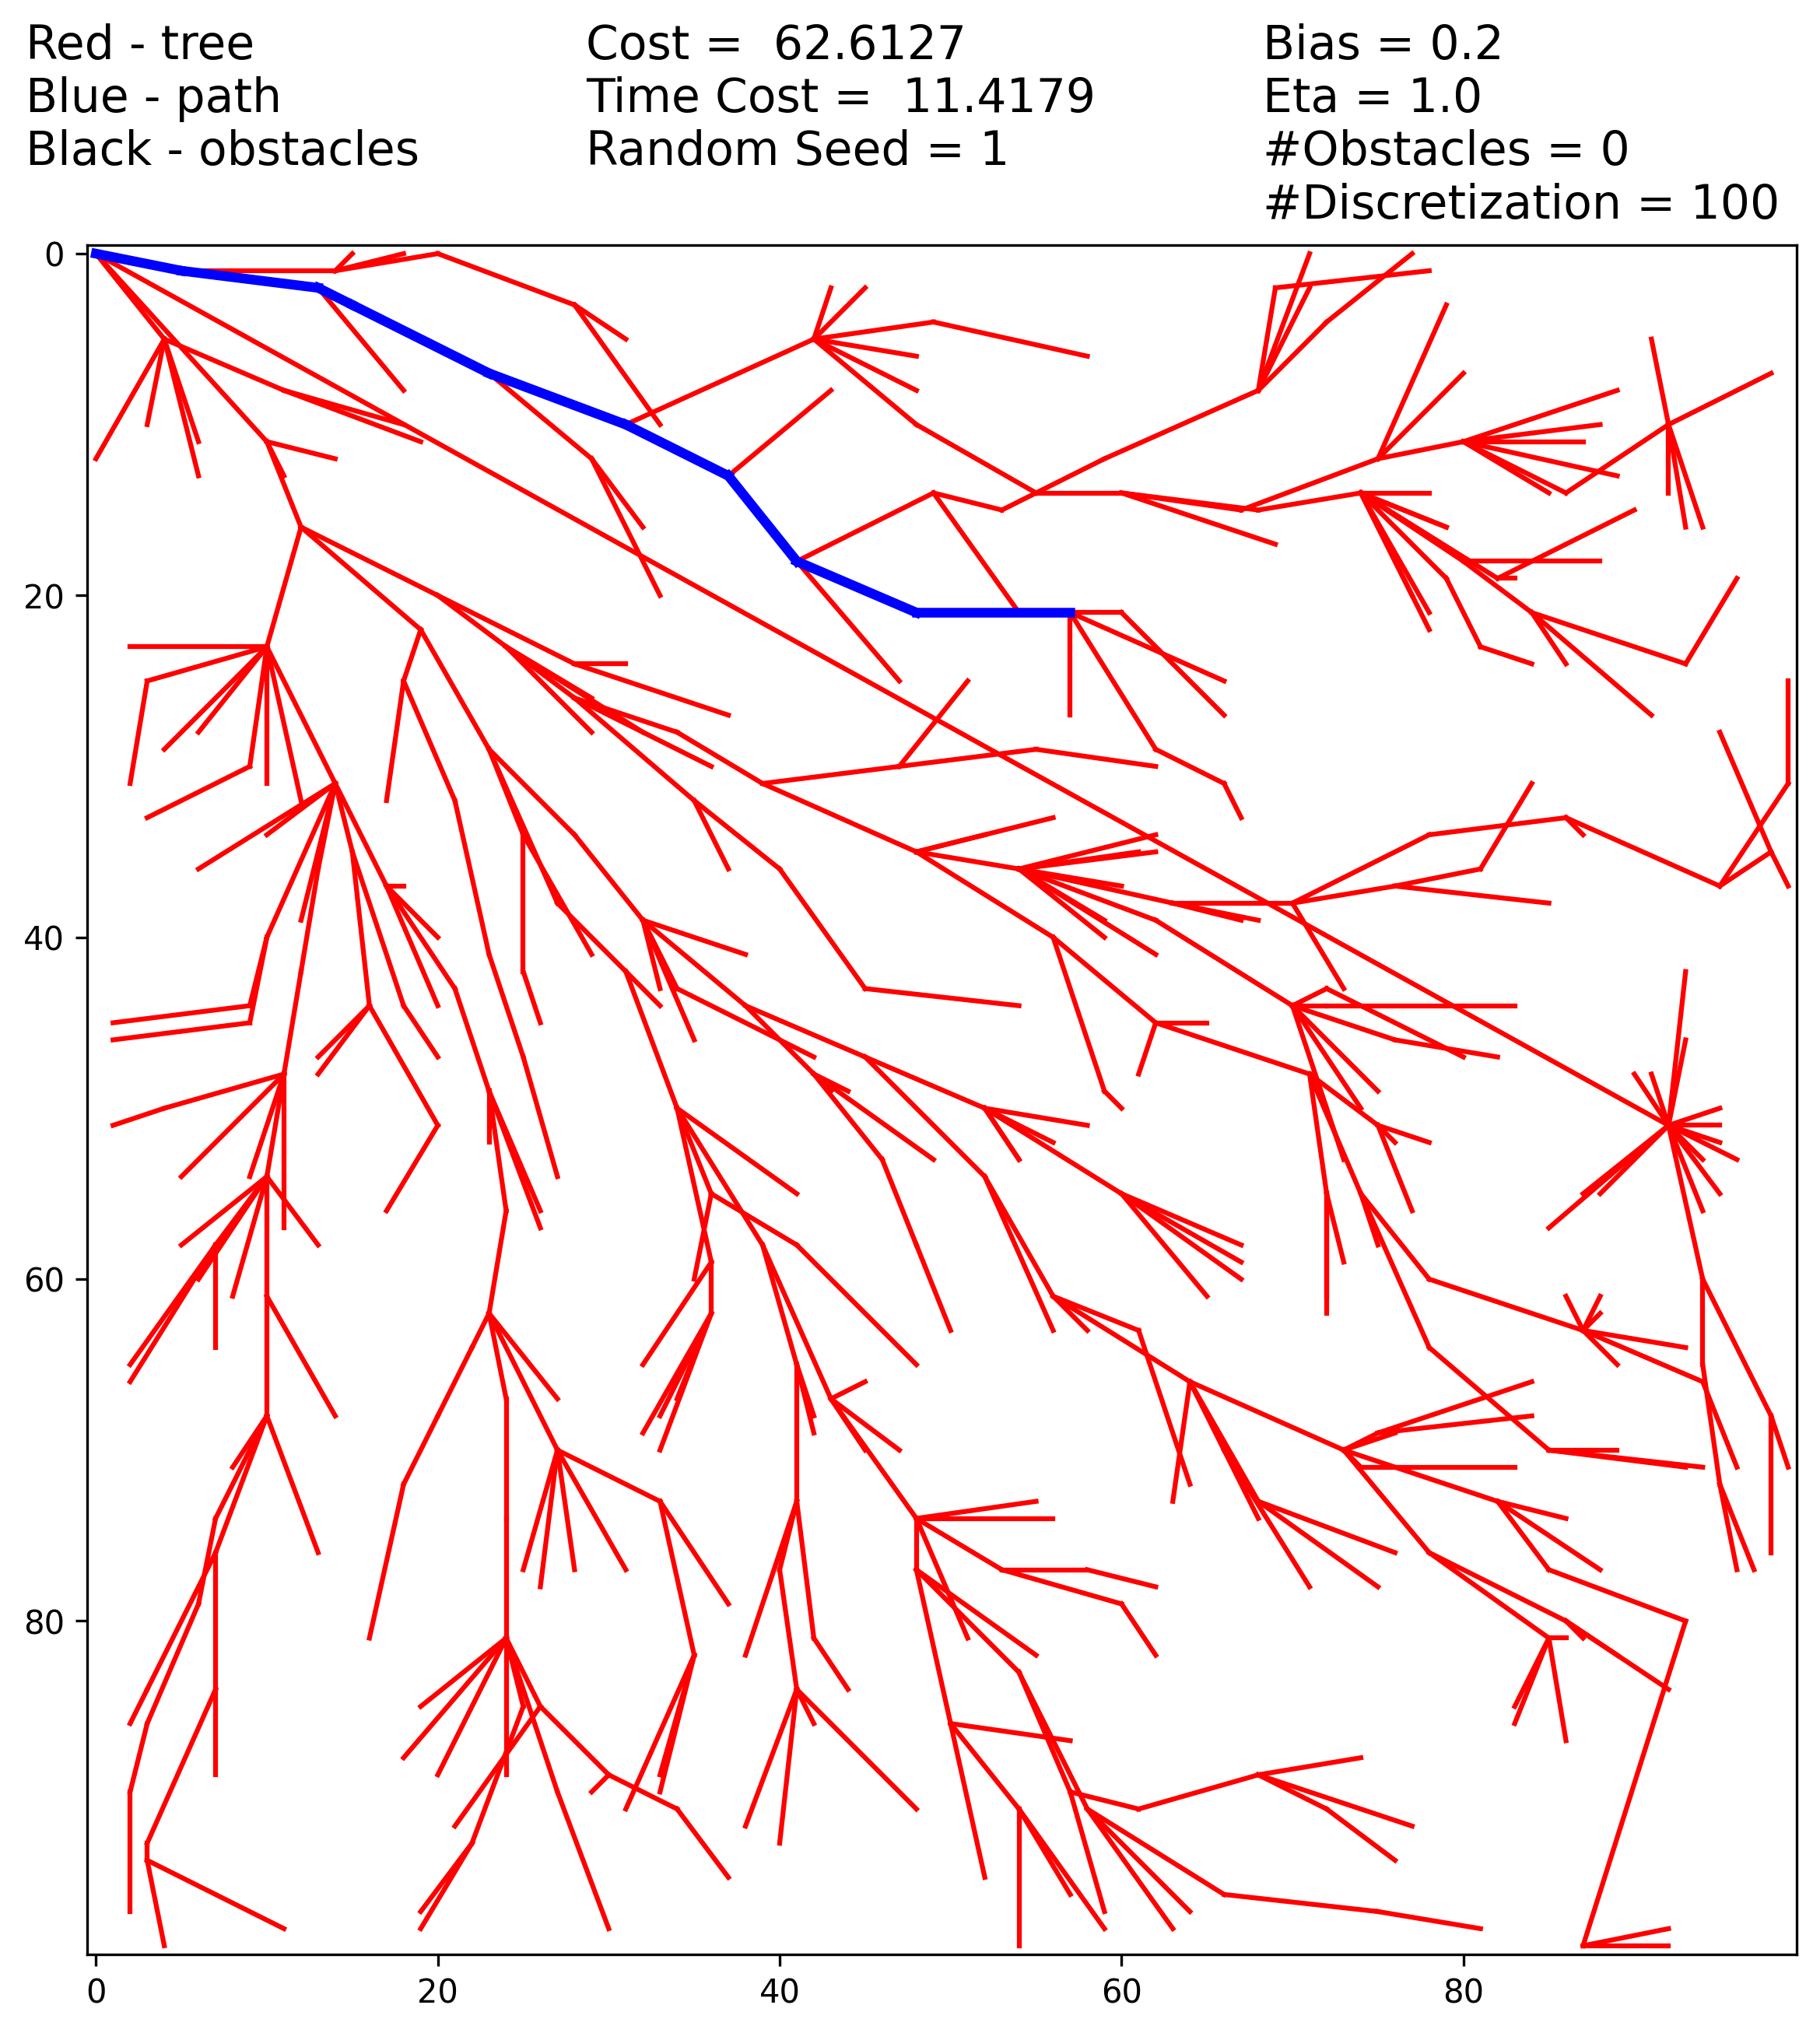 Red - tree
Blue - path
Black - obstacles
Cost =  62.6127
Time Cost =  11.4179
Random Seed = 1
Bias = 0.2
Eta = 1.0
#Obstacles = 0
#Discretization = 100
0
20
40
60
80
0 20 40 60 80